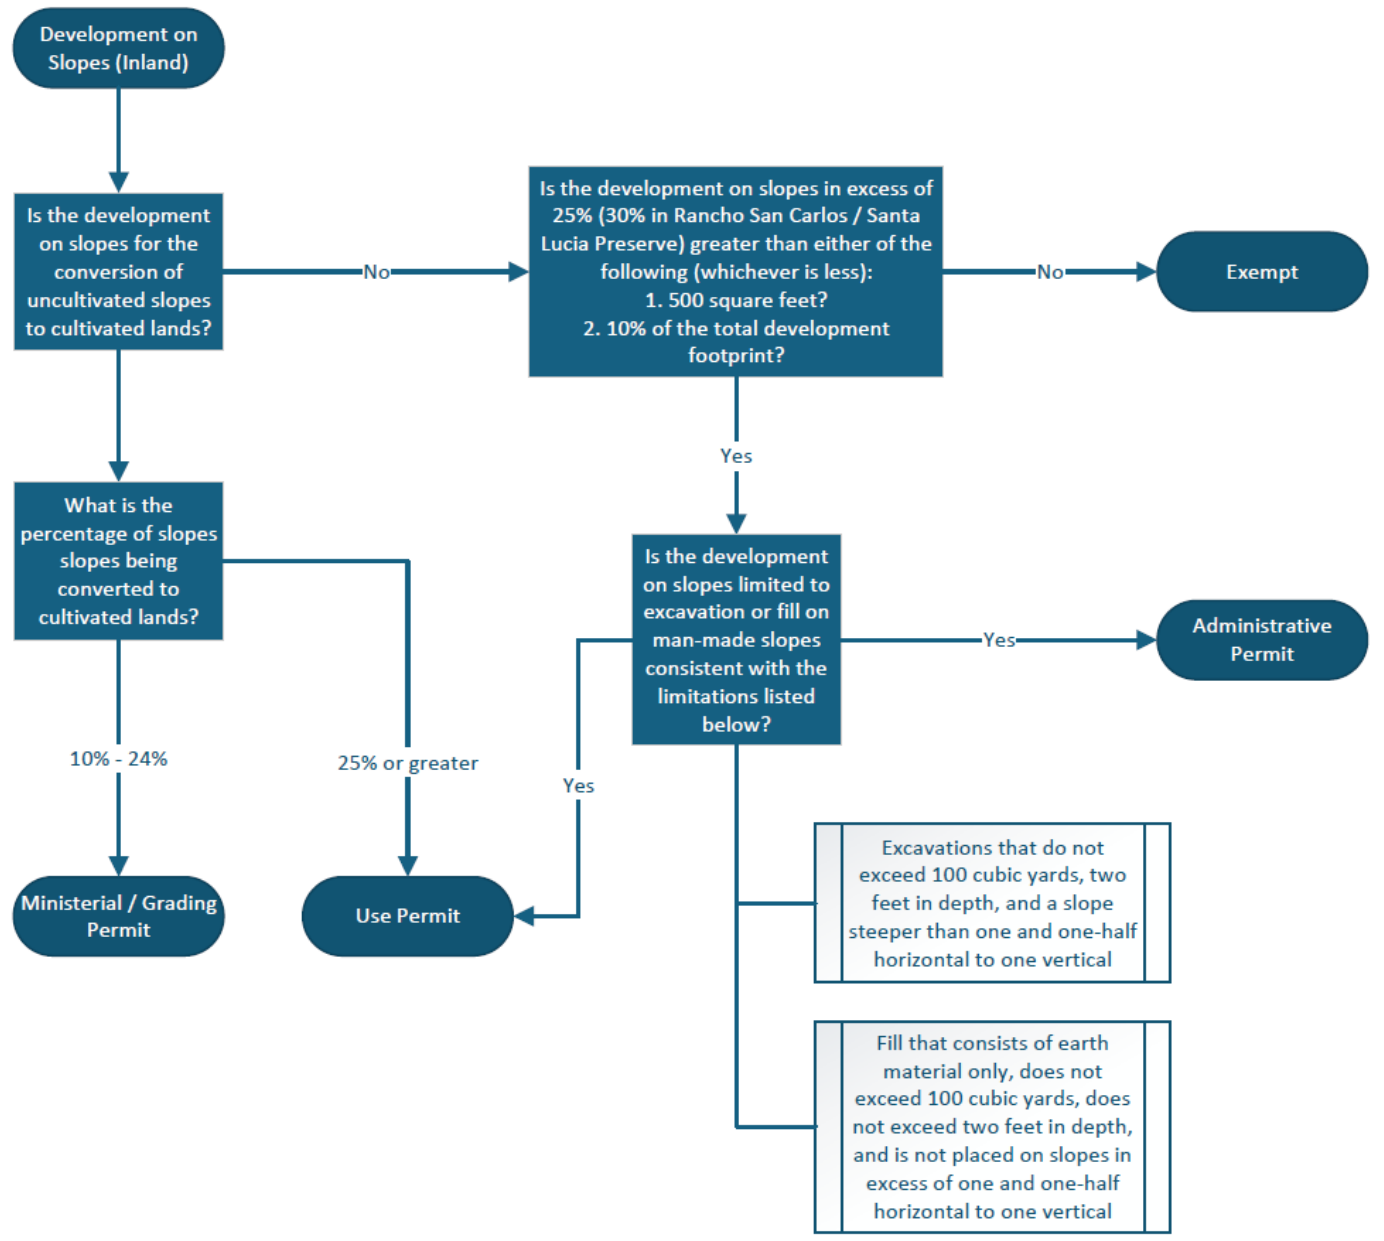 Development on
Slopes (Inland)
Is the development
on slopes for the
conversion of
uncultivated slopes
to cultivated lands?
No
Is the development on slopes in excess of
25% (30% in Rancho San Carlos / Santa
Lucia Preserve) greater than either of the
following (whichever is less):
1. 500 square feet?
2. 10% of the total development
footprint?
No
Exempt
Yes
What is the
percentage of slopes
slopes being
converted to
cultivated lands?
Is the development
on slopes limited to
excavation or fill on
man-made slopes
consistent with the
limitations listed
below?
Yes
Administrative
Permit
10% - 24%
25% or greater
Yes
Ministerial / Grading
Permit
Use Permit
Excavations that do not
exceed 100 cubic yards, two
feet in depth, and a slope
steeper than one and one-half
horizontal to one vertical
Fill that consists of earth
material only, does not
exceed 100 cubic yards, does
not exceed two feet in depth,
and is not placed on slopes in
excess of one and one-half
horizontal to one vertical